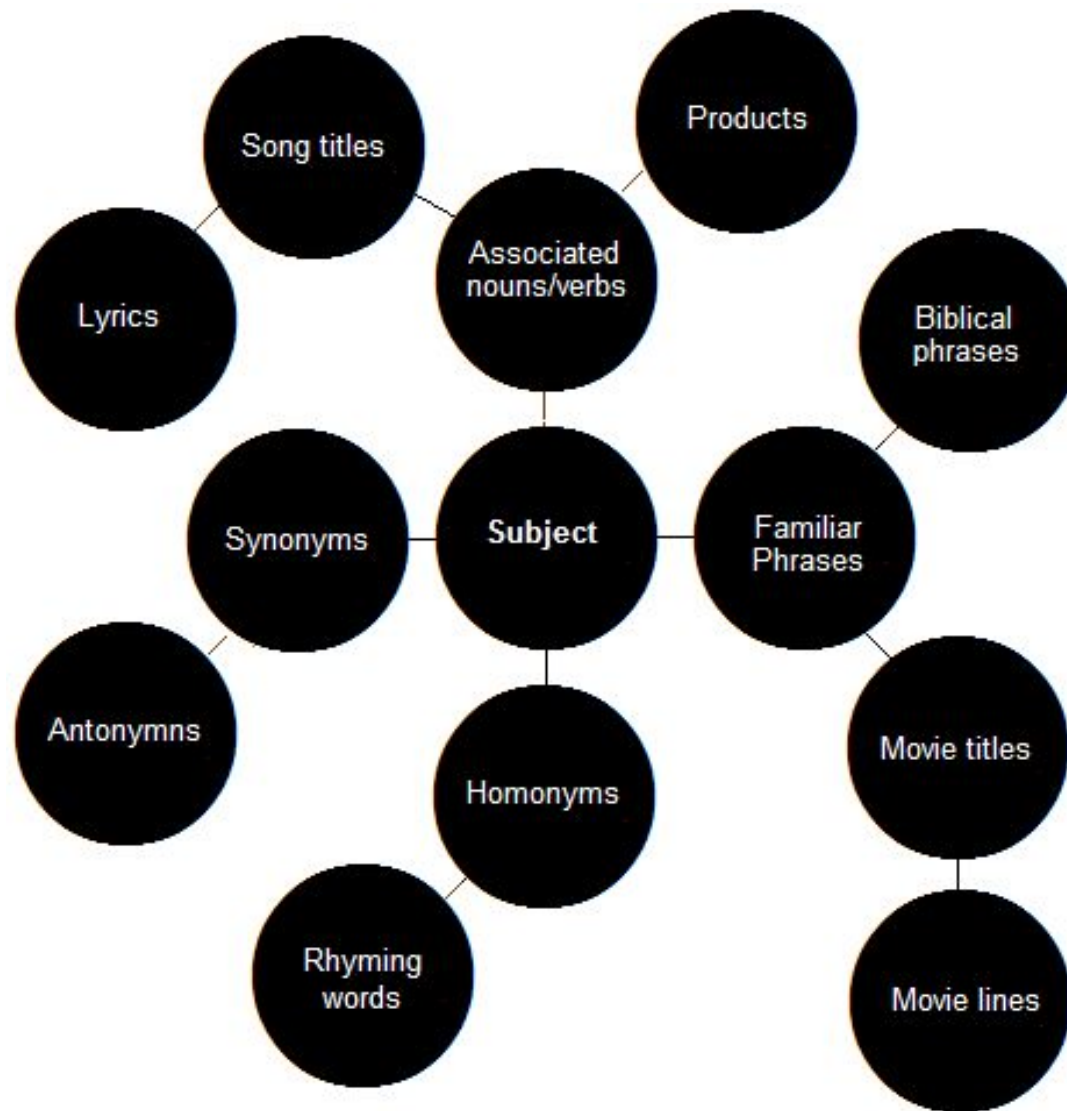 Products
Song titles
Associated
nouns/verbs
Lyrics
Biblical
phrases
Synonyms
Subject
Familiar
Phrases
Antonymns
Movie titles
Homonyms
Rhyming
words
Movie lines